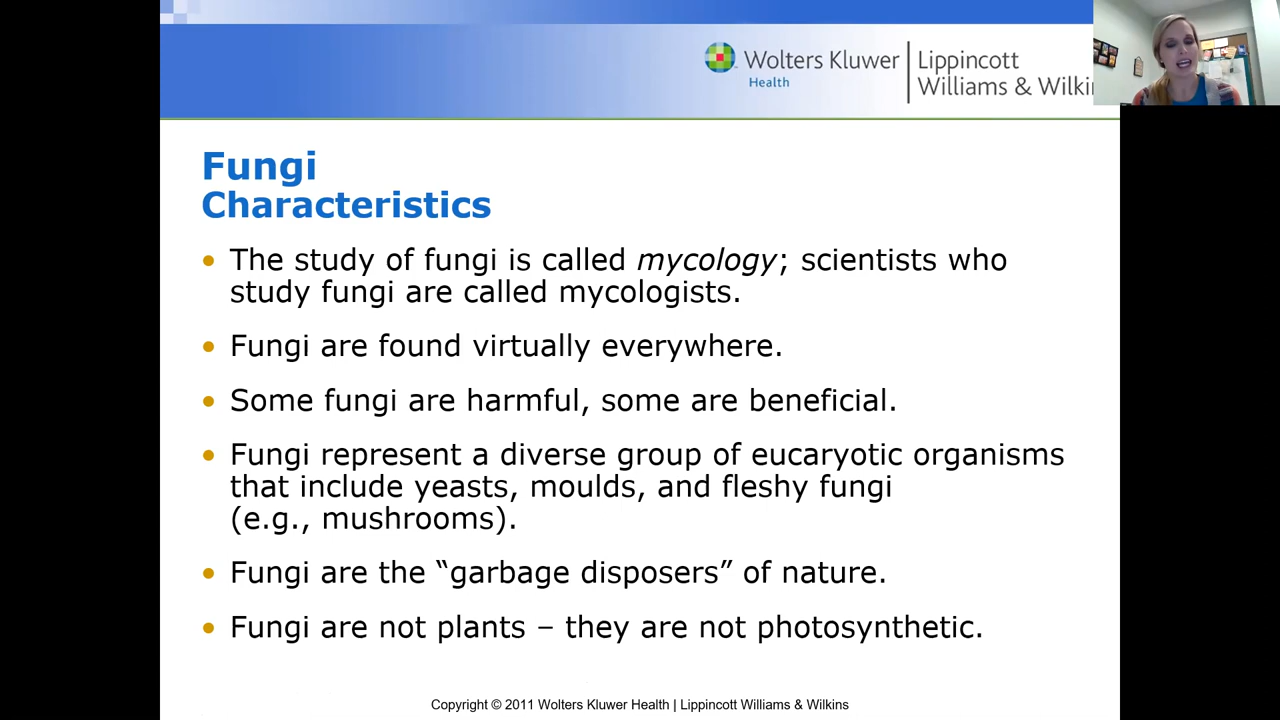 Wolters Kluwer
Health
Lippincott
Williams & Wilki
Fungi
Characteristics
• The study of fungi is called mycology; scientists who
study fungi are called mycologists.
• Fungi are found virtually everywhere.
• Some fungi are harmful, some are beneficial.
• Fungi represent a diverse group of eucaryotic organisms
that include yeasts, moulds, and fleshy fungi
(e.g., mushrooms).
• Fungi are the “garbage disposers” of nature.
• Fungi are not plants – they are not photosynthetic.
Copyright © 2011 Wolters Kluwer Health | Lippincott Williams & Wilkins